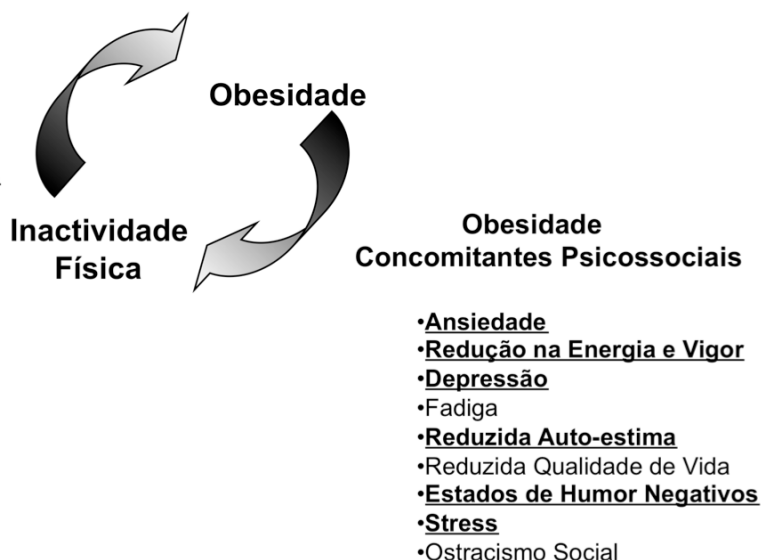 Obesidade
Inactividade
Física
Obesidade
Concomitantes Psicossociais
•Ansiedade
•Redução na Energia e Vigor
•Depressão
•Fadiga
•Reduzida Auto-estima
•Reduzida Qualidade de Vida
•Estados de Humor Negativos
•Stress
•Ostracismo Social